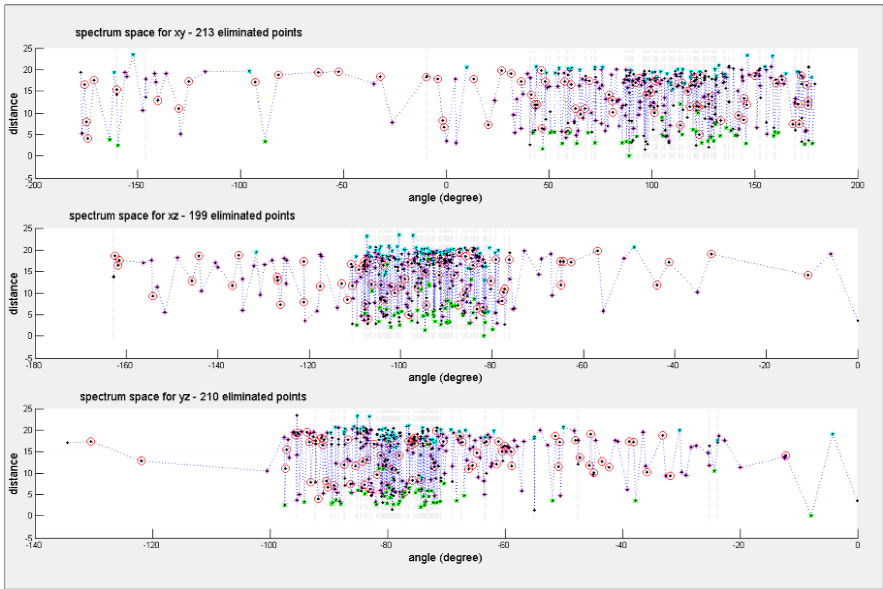 spectrum space for xy - 213 eliminated points
25
20
15
10
5
0
-5
distance
-200 -150 -100 -50 0 50 100 150 200
angle (degree)
spectrum space for xz - 199 eliminated points
25
20
15
10
5
0
-5
distance
-180 -160 -140 -120 -100 -80 -60 -40 -20 0
angle (degree)
spectrum space for yz - 210 eliminated points
25
20
15
10
5
0
-5
distance
-140 -120 -100 -80 -60 -40 -20 0
angle (degree)